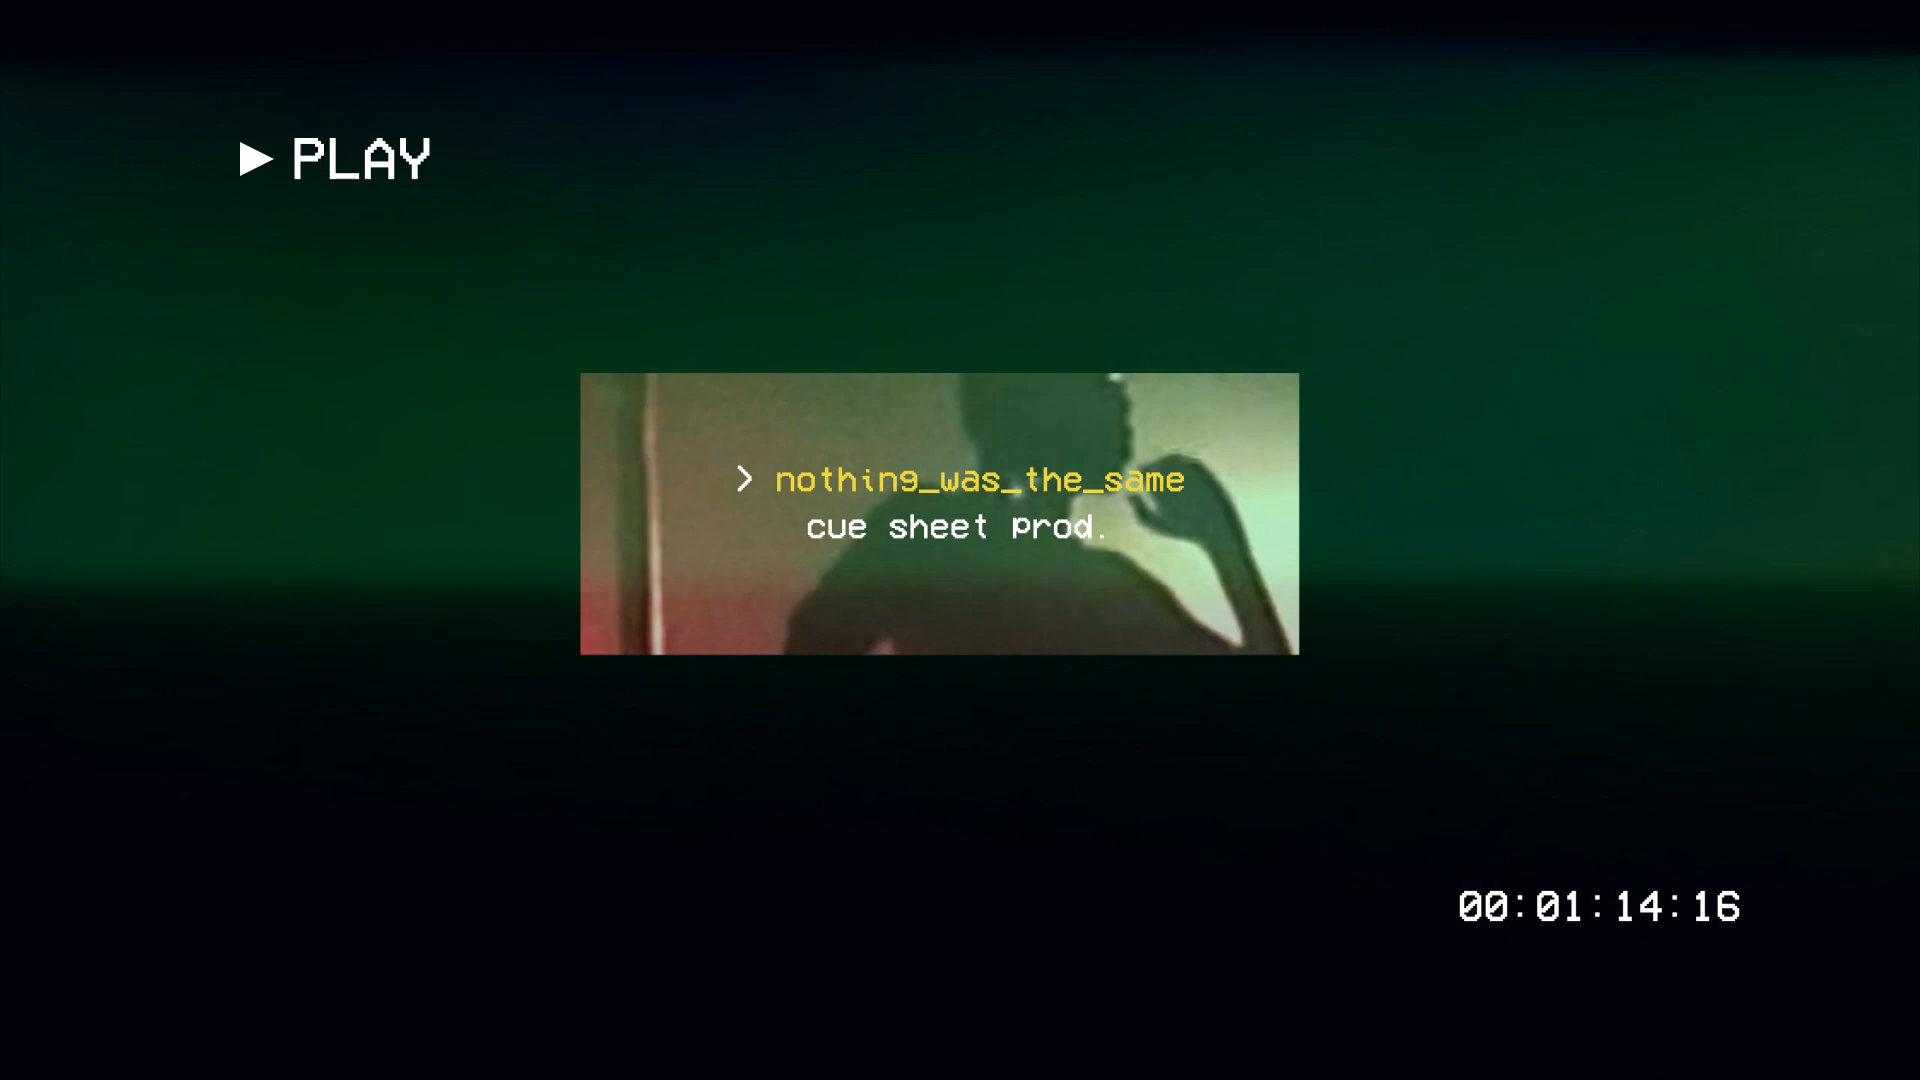 ▶ PLAY
> nothing_was_the_same
cue sheet prod.
00:01:14:16